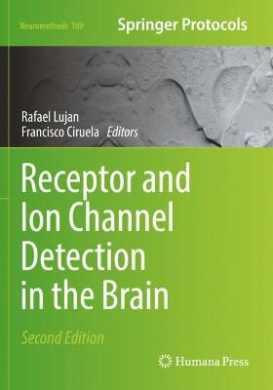 Neuromethods 169
Springer Protocols
Rafael Lujan
Francisco Ciruela Editors
Receptor and
Ion Channel
Detection
in the Brain
Second Edition
Humana Press